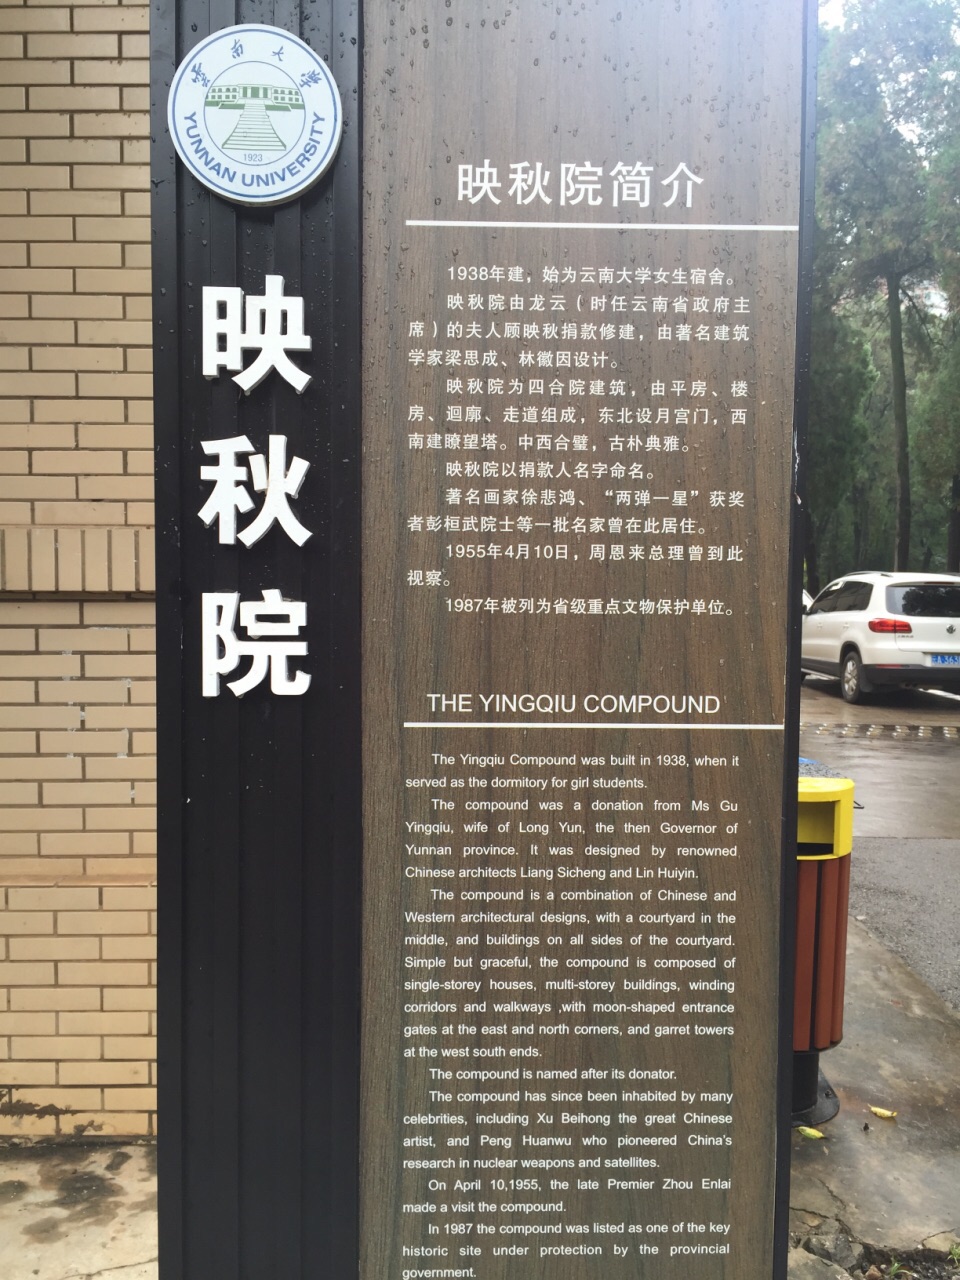 雲南大學
1923
YUNNAN UNIVERSITY
映
秋
院
映秋院简介
1938年建，始为云南大学女生宿舍。
映秋院由龙云（时任云南省政府主
席）的夫人顾映秋捐款修建，由著名建筑
学家梁思成、林徽因设计。
映秋院为四合院建筑，由平房、楼
房、迴廓、走道组成，东北设月宫门，西
南建瞭望塔。中西合璧，古朴典雅。
映秋院以捐款人名字命名。
著名画家徐悲鸿、“两弹一星”获奖
者彭桓武院士等一批名家曾在此居住。
1955年4月10日，周恩来总理曾到此
视察。
1987年被列为省级重点文物保护单位。
THE YINGQIU COMPOUND
The Yingqiu Compound was built in 1938, when it
served as the dormitory for girl students.
The compound was a donation from Ms Gu
Yingqiu, wife of Long Yun, the then Governor of
Yunnan province. It was designed by renowned
Chinese architects Liang Sicheng and Lin Huiyin.
The compound is a combination of Chinese and
Western architectural designs, with a courtyard in the
middle, and buildings on all sides of the courtyard.
Simple but graceful, the compound is composed of
single-storey houses, multi-storey buildings, winding
corridors and walkways ,with moon-shaped entrance
gates at the east and north corners, and garret towers
at the west south ends.
The compound is named after its donator.
The compound has since been inhabited by many
celebrities, including Xu Beihong the great Chinese
artist, and Peng Huanwu who pioneered China's
research in nuclear weapons and satellites.
On April 10,1955, the late Premier Zhou Enlai
made a visit the compound.
In 1987 the compound was listed as one of the key
historic site under protection by the provincial
government.